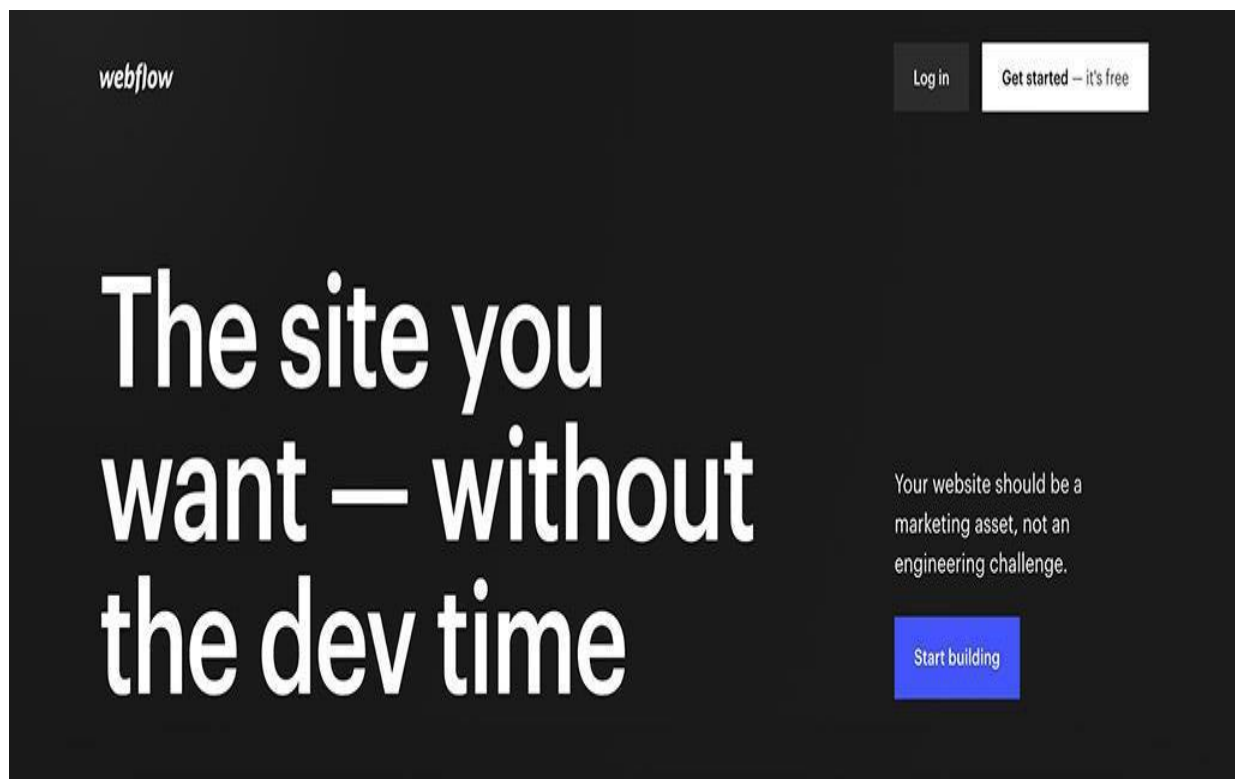 webflow
Log in
Get started — it's free
The site you
want — without
the dev time
Your website should be a
marketing asset, not an
engineering challenge.
Start building